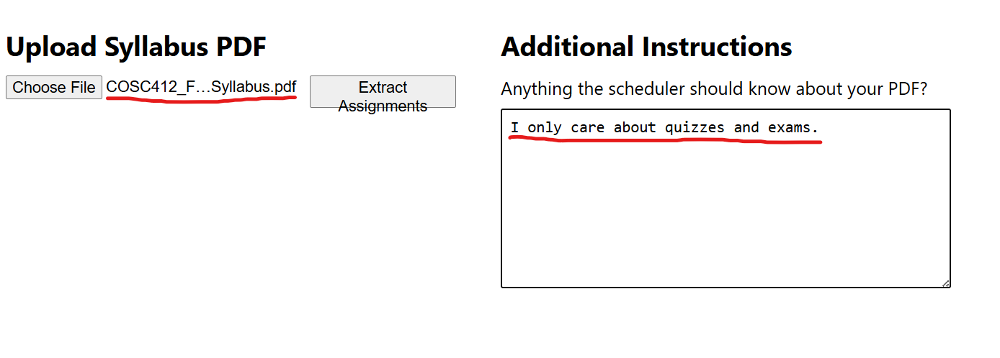 Upload Syllabus PDF
Choose File COSC412_F...Syllabus.pdf
Extract
Assignments
Additional Instructions
Anything the scheduler should know about your PDF?
I only care about quizzes and exams.